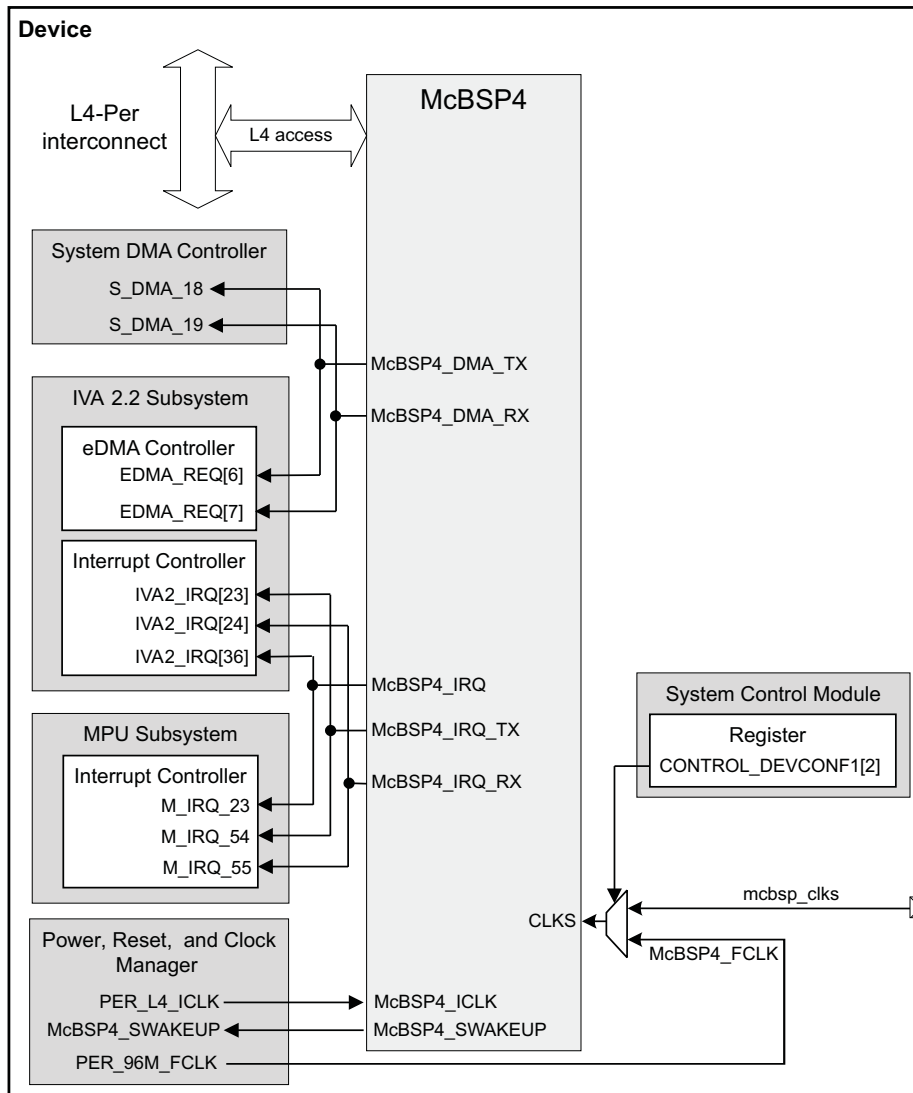 Device
McBSP4
L4-Per
interconnect
L4 access
System DMA Controller
S_DMA_18
S_DMA_19
McBSP4_DMA_TX
McBSP4_DMA_RX
IVA 2.2 Subsystem
eDMA Controller
EDMA_REQ[6]
EDMA_REQ[7]
Interrupt Controller
IVA2_IRQ[23]
IVA2_IRQ[24]
IVA2_IRQ[36]
McBSP4_IRQ
McBSP4_IRQ_TX
McBSP4_IRQ_RX
MPU Subsystem
Interrupt Controller
M_IRQ_23
M_IRQ_54
M_IRQ_55
System Control Module
Register
CONTROL_DEVCONF1[2]
mcbsp_clks
CLKS
McBSP4_FCLK
Power, Reset, and Clock
Manager
PER_L4_ICLK
McBSP4_ICLK
McBSP4_SWAKEUP
McBSP4_SWAKEUP
PER_96M_FCLK